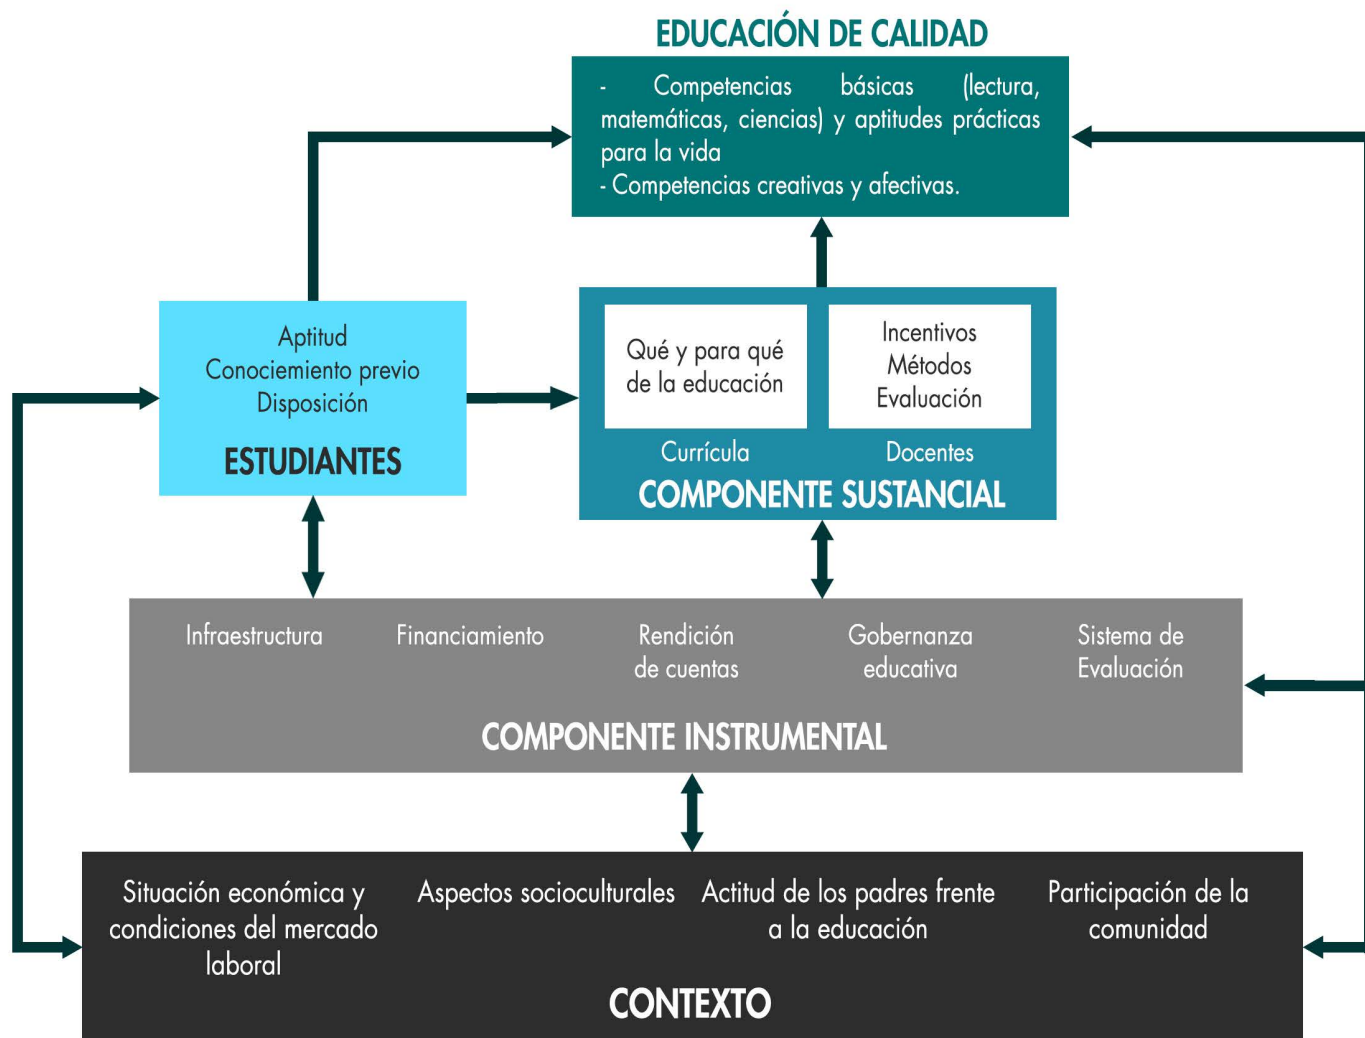 EDUCACIÓN DE CALIDAD
- Competencias básicas (lectura,
matemáticas, ciencias) y aptitudes prácticas
para la vida
- Competencias creativas y afectivas.
Aptitud
Conociemiento previo
Disposición
ESTUDIANTES
Qué y para qué
de la educación
Currícula
Incentivos
Métodos
Evaluación
Docentes
COMPONENTE SUSTANCIAL
Infraestructura
Financiamiento
Rendición
de cuentas
Gobernanza
educativa
Sistema de
Evaluación
COMPONENTE INSTRUMENTAL
Situación económica y
condiciones del mercado
laboral
Aspectos socioculturales
Actitud de los padres frente
a la educación
Participación de la
comunidad
CONTEXTO